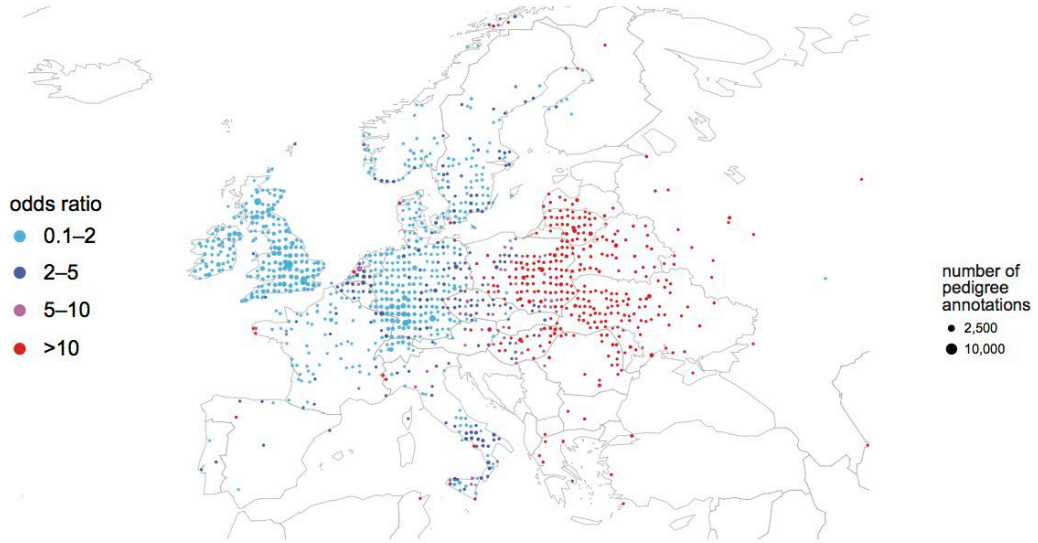 odds ratio
0.1–2
2–5
5–10
>10
number of
pedigree
annotations
2,500
10,000